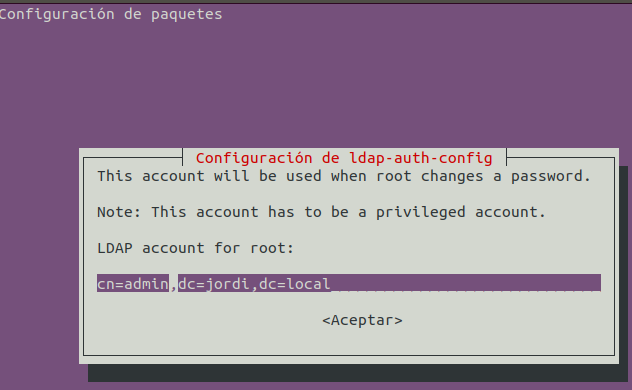 Configuración de paquetes
Configuración de ldap-auth-config
This account will be used when root changes a password.
Note: This account has to be a privileged account.
LDAP account for root:
cn=admin,dc=jordi,dc=local
<Aceptar>